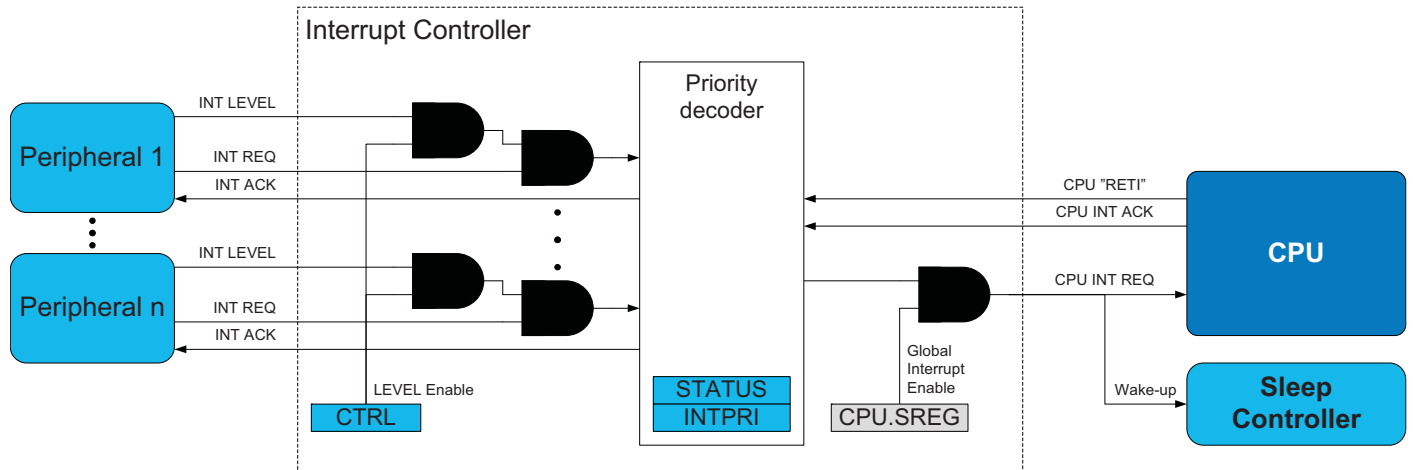 Interrupt Controller
Priority
decoder
INT LEVEL
Peripheral 1
INT REQ
INT ACK
CPU ”RETI”
CPU INT ACK
CPU
INT LEVEL
Peripheral n
INT REQ
INT ACK
CPU INT REQ
Global
Interrupt
Enable
LEVEL Enable
CTRL
STATUS
INTPRI
CPU.SREG
Wake-up
Sleep
Controller